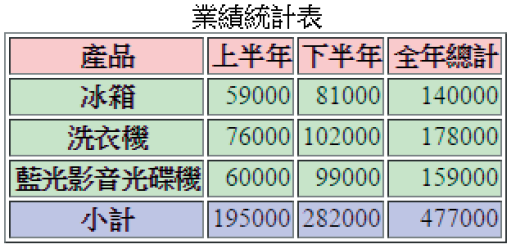 業績統計表
產品 上半年 下半年 全年總計
冰箱 59000 81000 140000
洗衣機 76000 102000 178000
藍光影音光碟機 60000 99000 159000
小計 195000 282000 477000